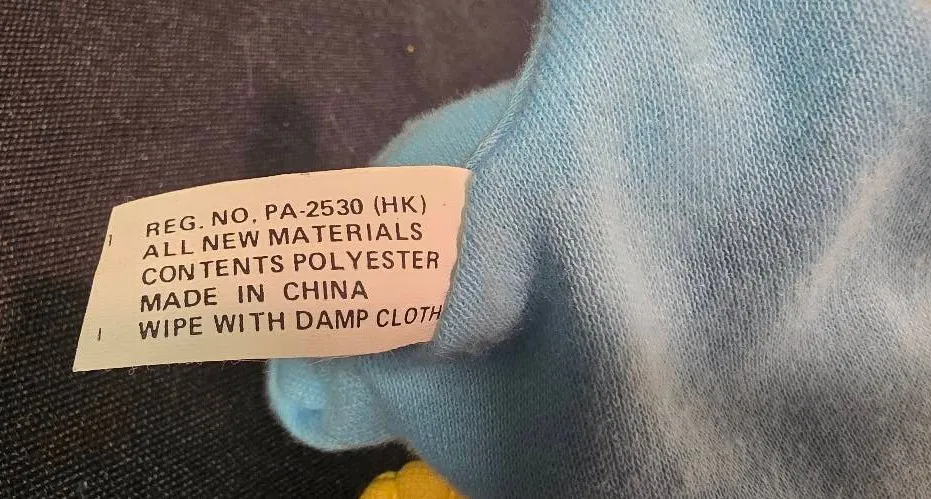 REG. NO. PA-2530 (HK)
ALL NEW MATERIALS
CONTENTS POLYESTER
MADE IN CHINA
WIPE WITH DAMP CLOTH